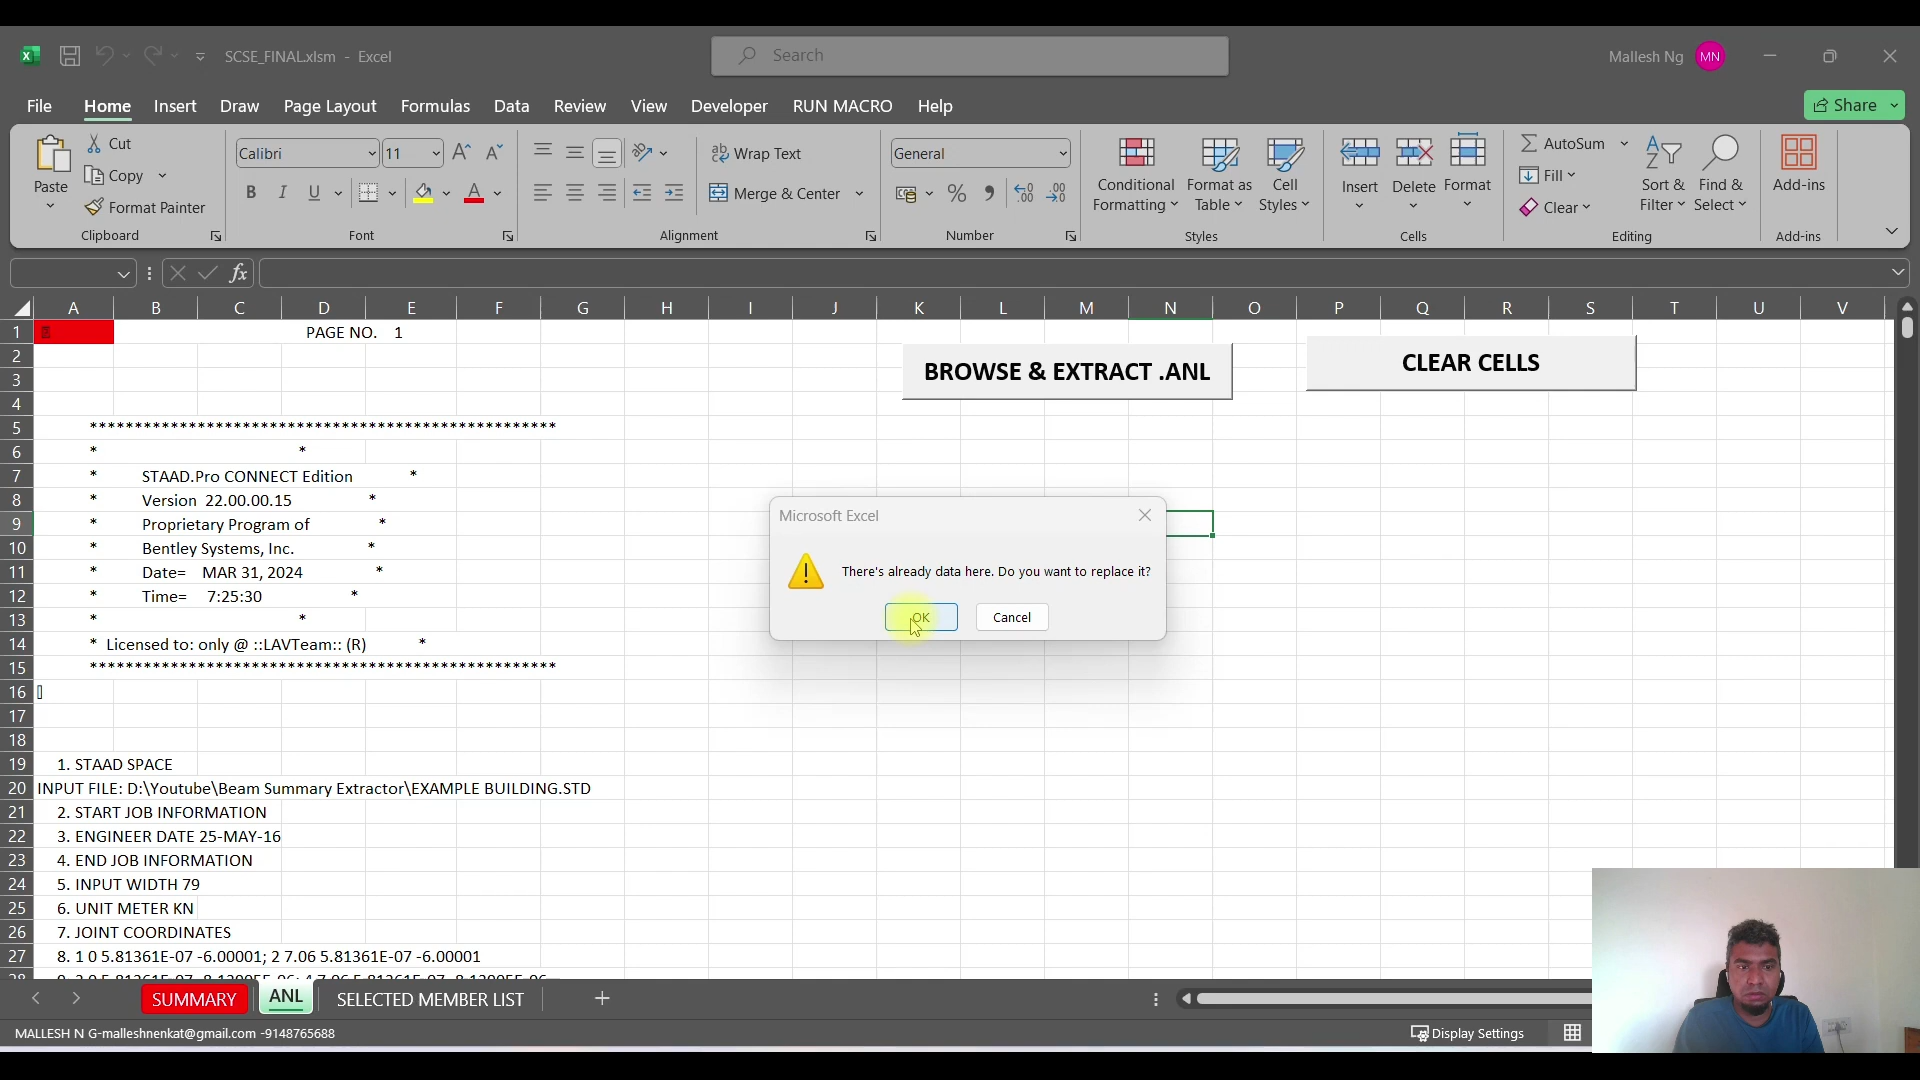 SCSE_FINAL.xlsm - Excel
Search
Mallesh Ng MN
File Home Insert Draw Page Layout Formulas Data Review View Developer RUN MACRO Help
Share
Paste
Cut
Copy
Format Painter
Clipboard
Calibri 11
B I U
Font
Wrap Text
Merge & Center
Alignment
General
Number
Conditional Formatting
Format as Table
Cell Styles
Styles
Insert Delete Format
Cells
AutoSum
Fill
Clear
Sort & Filter
Find & Select
Editing
Add-ins
Add-ins
fx
A B C D E F G H I J K L M N O P Q R S T U V
1 PAGE NO. 1
2
3
4
BROWSE & EXTRACT .ANL
CLEAR CELLS
5 ****************************************************
6 * *
7 * STAAD.Pro CONNECT Edition *
8 * Version 22.00.00.15 *
9 * Proprietary Program of *
10 * Bentley Systems, Inc. *
11 * Date= MAR 31, 2024 *
12 * Time= 7:25:30 *
13 * *
14 * Licensed to: only @ ::LAVTeam:: (R) *
15 ****************************************************
16
17
18
19 1. STAAD SPACE
20 INPUT FILE: D:\Youtube\Beam Summary Extractor\EXAMPLE BUILDING.STD
21 2. START JOB INFORMATION
22 3. ENGINEER DATE 25-MAY-16
23 4. END JOB INFORMATION
24 5. INPUT WIDTH 79
25 6. UNIT METER KN
26 7. JOINT COORDINATES
27 8. 1 0 5.81361E-07 -6.00001; 2 7.06 5.81361E-07 -6.00001
Microsoft Excel
There's already data here. Do you want to replace it?
OK Cancel
SUMMARY ANL SELECTED MEMBER LIST
MALLESH N G-malleshnenkat@gmail.com -9148765688
Display Settings